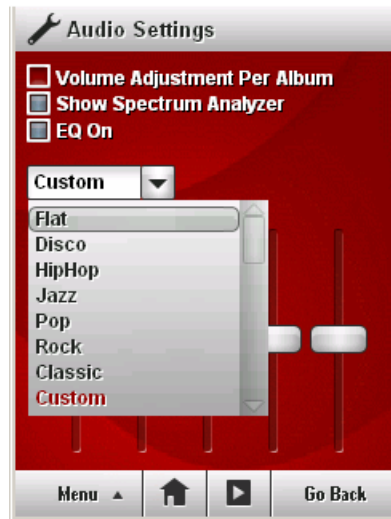 Audio Settings
Volume Adjustment Per Album
Show Spectrum Analyzer
EQ On
Custom
Flat
Disco
HipHop
Jazz
Pop
Rock
Classic
Custom
Menu
Go Back